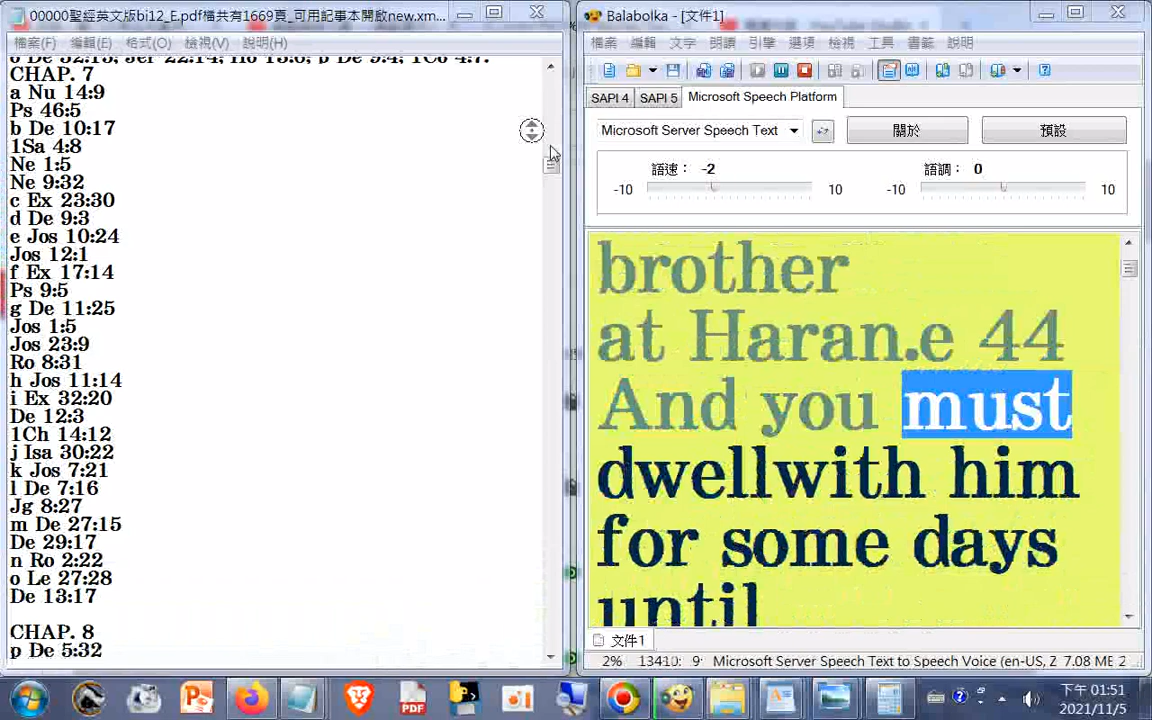 00000聖經英文版bi12_E.pdf檔共有1669頁_可用記事本開啟new.xm...
檔案(F) 編輯(E) 格式(O) 檢視(V) 說明(H)
CHAP. 7
a Nu 14:9
Ps 46:5
b De 10:17
1Sa 4:8
Ne 1:5
Ne 9:32
c Ex 23:30
d De 9:3
e Jos 10:24
Jos 12:1
f Ex 17:14
Ps 9:5
g De 11:25
Jos 1:5
Jos 23:9
Ro 8:31
h Jos 11:14
i Ex 32:20
De 12:3
1Ch 14:12
j Isa 30:22
k Jos 7:21
l De 7:16
Jg 8:27
m De 27:15
De 29:17
n Ro 2:22
o Le 27:28
De 13:17
CHAP. 8
p De 5:32
Balabolka - [文件1]
檔案 編輯 文字 朗讀 引擎 選項 檢視 工具 書籤 說明
SAPI 4 SAPI 5 Microsoft Speech Platform
Microsoft Server Speech Text 關於 預設
語速： -2 語調： 0
-10 10 -10 10
brother
at Haran.e 44
And you must
dwellwith him
for some days
until
文件1
2% 13410: 9 Microsoft Server Speech Text to Speech Voice (en-US, Z 7.08 MB 2
PDF
下午 01:51
2021/11/5